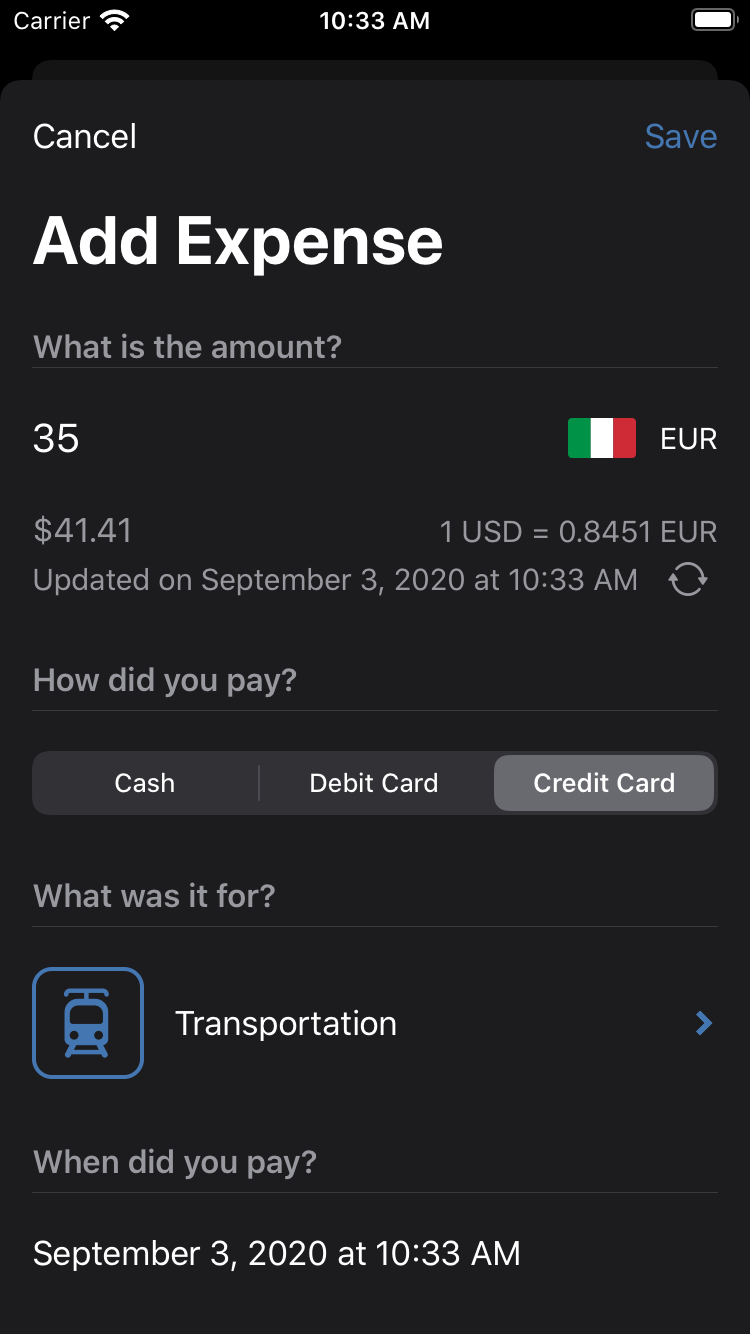 Carrier 10:33 AM
Cancel Save
Add Expense
What is the amount?
35 EUR
$41.41 1 USD = 0.8451 EUR
Updated on September 3, 2020 at 10:33 AM
How did you pay?
Cash Debit Card Credit Card
What was it for?
Transportation
When did you pay?
September 3, 2020 at 10:33 AM